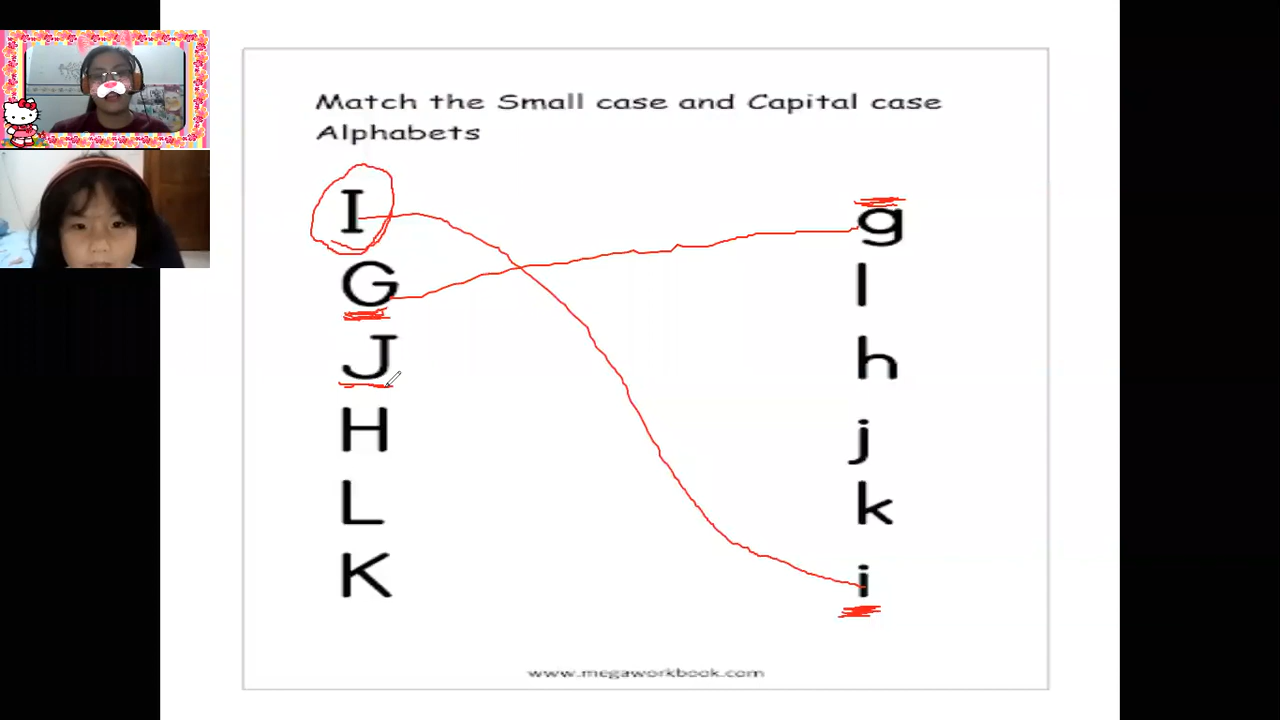 Match the Small case and Capital case
Alphabets
I g
G l
J h
H j
L k
K i
www.megaworkbook.com